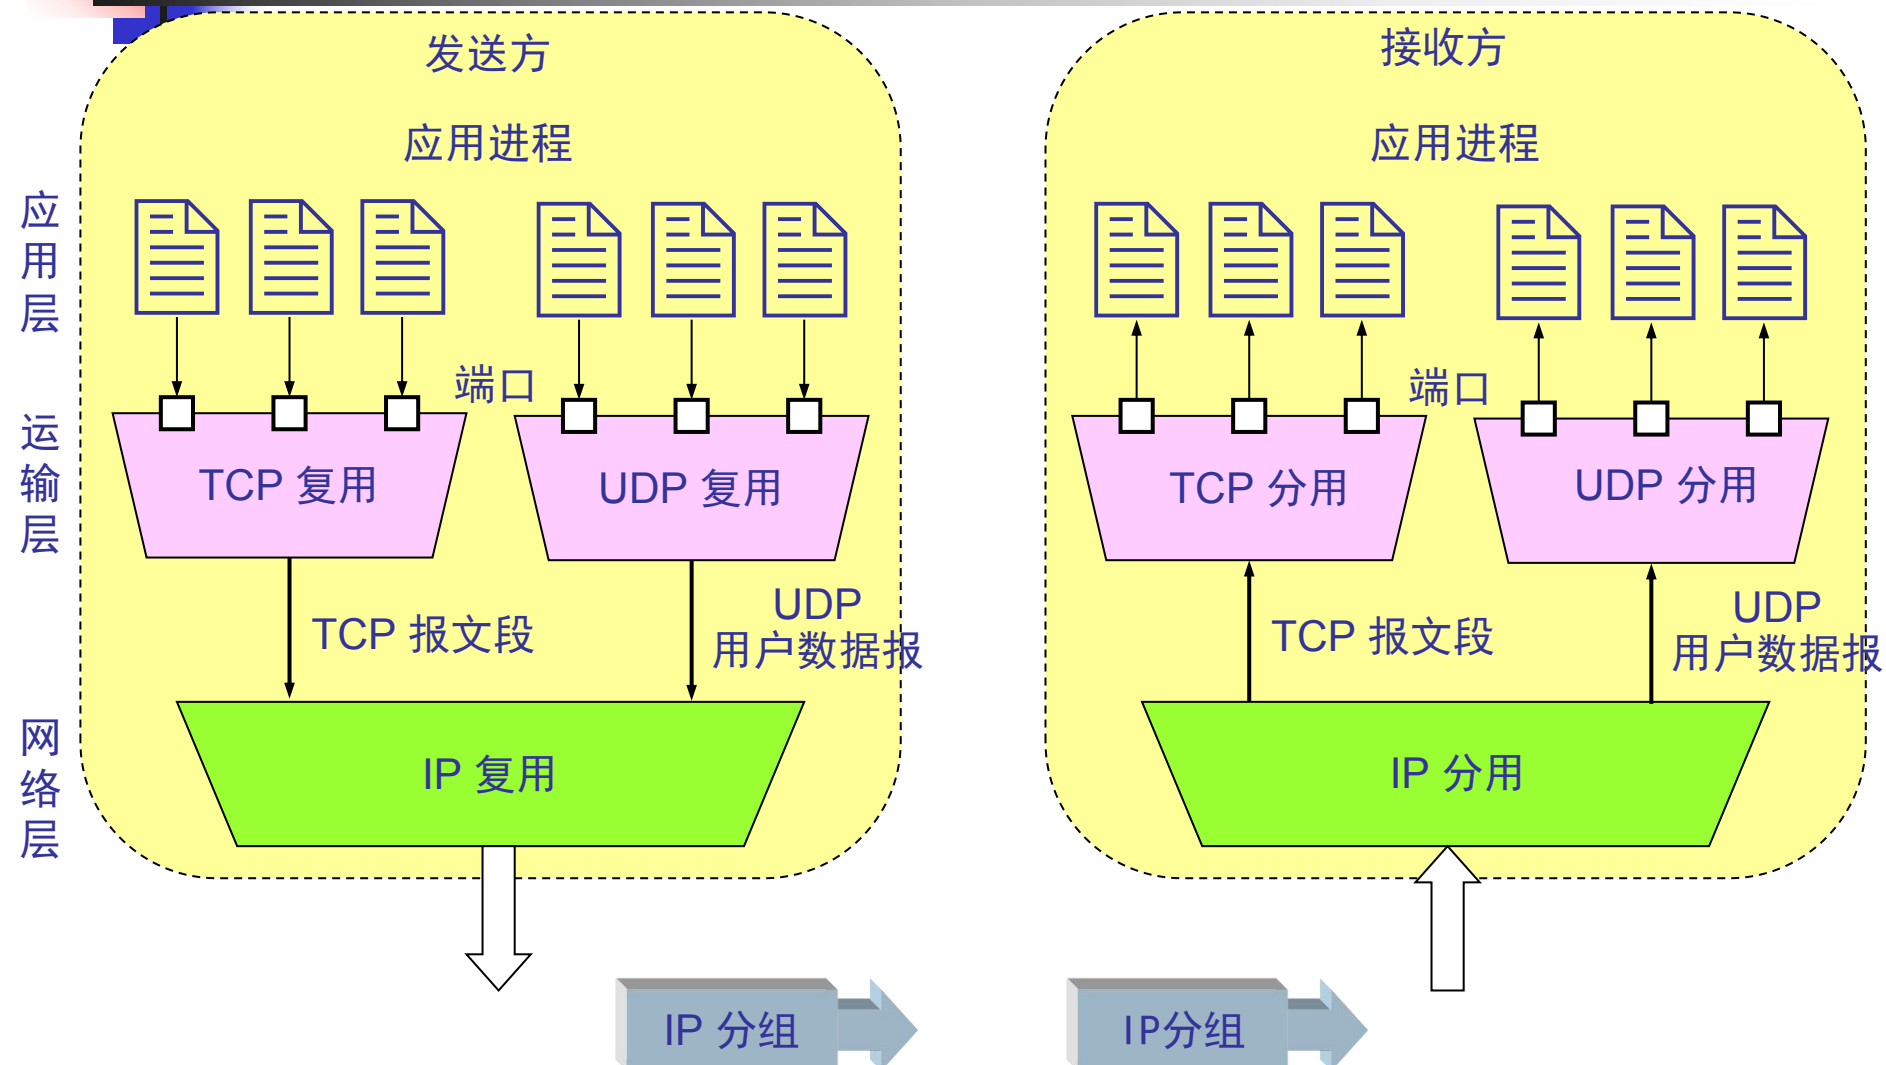 发送方
应用进程
接收方
应用进程
应
用
层
端口
端口
运
输
层
TCP 复用
UDP 复用
TCP 分用
UDP 分用
TCP 报文段
UDP
用户数据报
TCP 报文段
UDP
用户数据报
网
络
层
IP 复用
IP 分用
IP 分组
IP分组